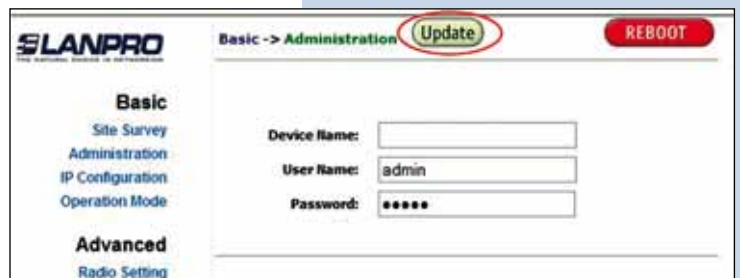 LANPRO
THE NATURAL CHOICE IN NETWORKING
Basic -> Administration
Update
REBOOT
Basic
Site Survey
Administration
IP Configuration
Operation Mode
Advanced
Radio Setting
Device Name:
User Name: admin
Password: •••••